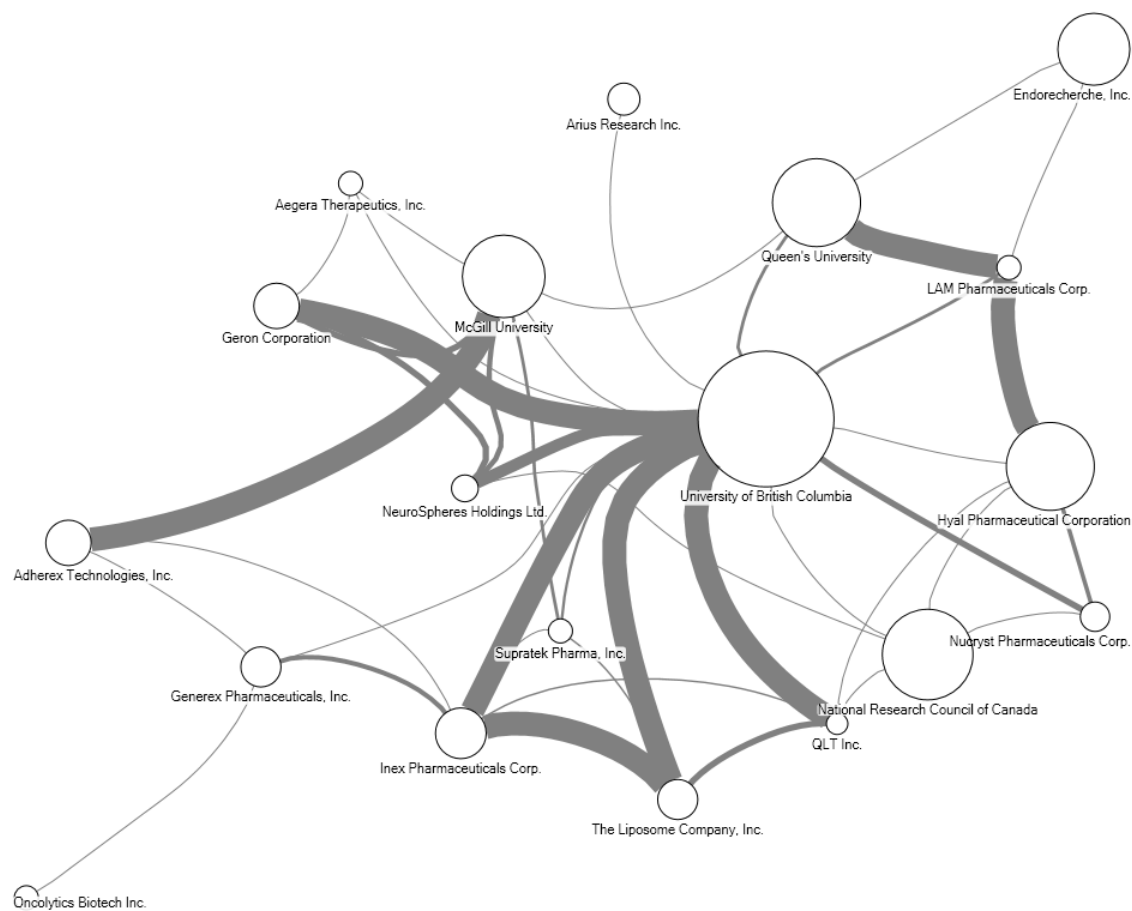 Endorecherche, Inc.
Arius Research Inc.
Aegera Therapeutics, Inc.
Queen's University
LAM Pharmaceuticals Corp.
McGill University
Geron Corporation
University of British Columbia
NeuroSpheres Holdings Ltd.
Hyal Pharmaceutical Corporation
Adherex Technologies, Inc.
Nucryst Pharmaceuticals Corp.
Supratek Pharma, Inc.
Generex Pharmaceuticals, Inc.
National Research Council of Canada
QLT Inc.
Inex Pharmaceuticals Corp.
The Liposome Company, Inc.
Oncolytics Biotech Inc.